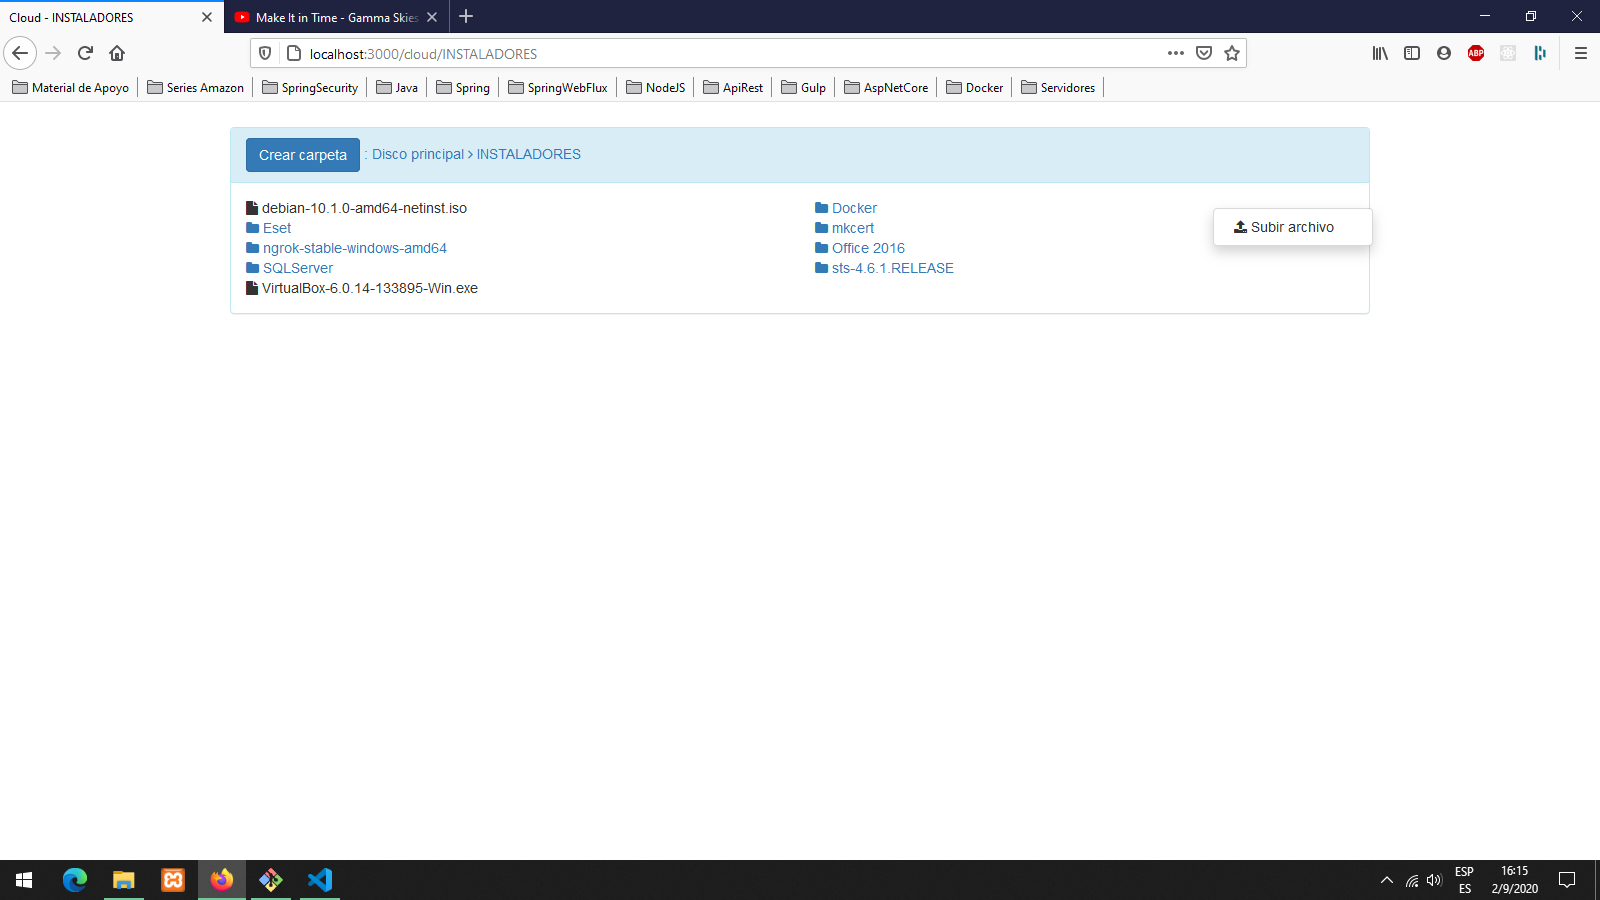 Cloud - INSTALADORES
Make It in Time - Gamma Skies
localhost:3000/cloud/INSTALADORES
ABP
Material de Apoyo
Series Amazon
SpringSecurity
Java
Spring
SpringWebFlux
NodeJS
ApiRest
Gulp
AspNetCore
Docker
Servidores
Crear carpeta : Disco principal > INSTALADORES
debian-10.1.0-amd64-netinst.iso
Docker
Eset
mkcert
ngrok-stable-windows-amd64
Office 2016
SQLServer
sts-4.6.1.RELEASE
VirtualBox-6.0.14-133895-Win.exe
Subir archivo
ESP
ES
16:15
2/9/2020